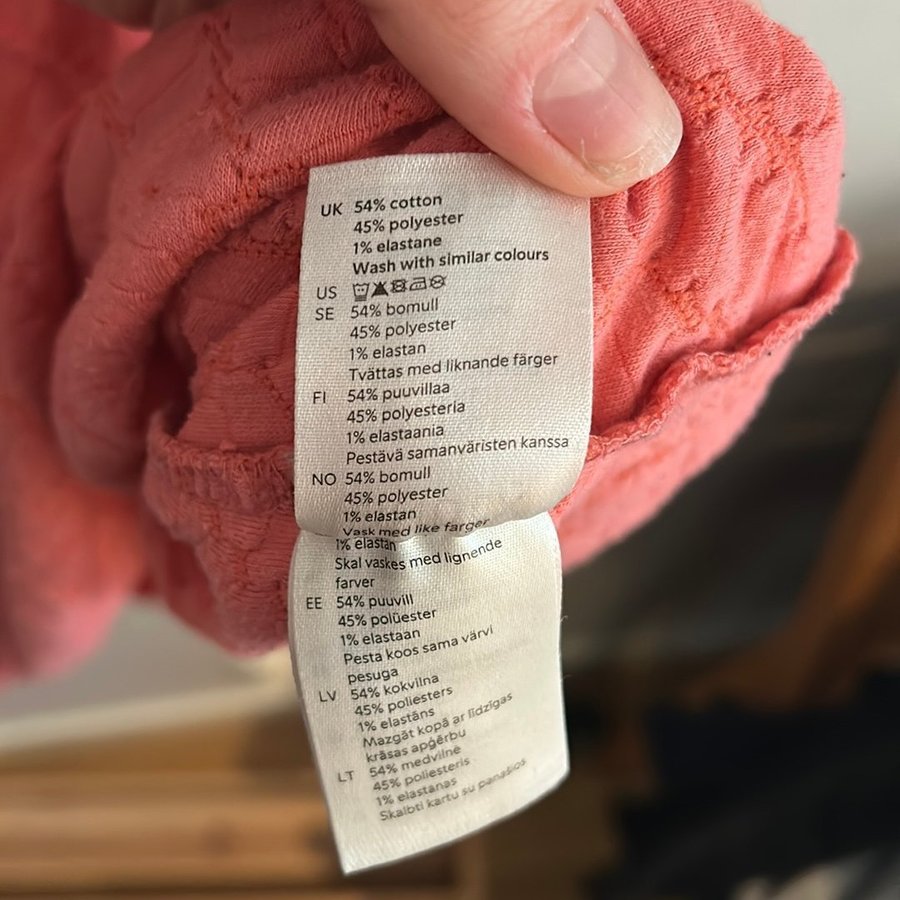 UK 54% cotton
45% polyester
1% elastane
Wash with similar colours
US
SE 54% bomull
45% polyester
1% elastan
Tvättas med liknande färger
FI 54% puuvillaa
45% polyesteria
1% elastaania
Pestävä samanväristen kanssa
NO 54% bomull
45% polyester
1% elastan
Vask med like farger
1% elastan
Skal vaskes med lignende
farver
EE 54% puuvill
45% polüester
1% elastaan
Pesta koos sama värvi
pesuga
LV 54% kokvilna
45% poliesters
1% elastāns
Mazgāt kopā ar līdzīgas
krāsas apģērbu
LT 54% medvilnė
45% poliesteris
1% elastanas
Skalbti kartu su panašios